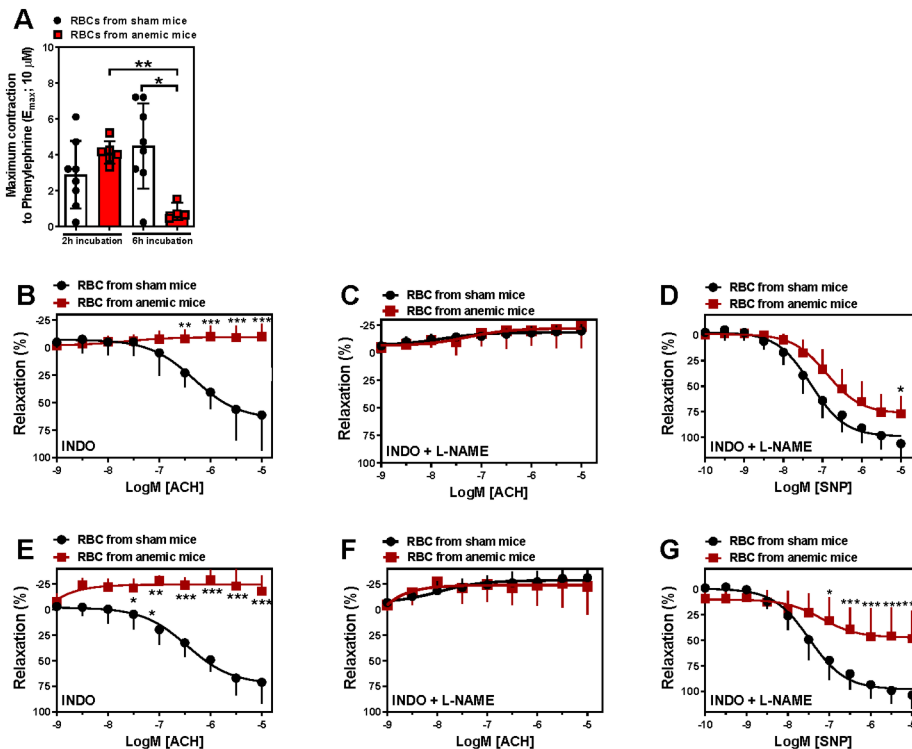 A
RBCs from sham mice
RBCs from anemic mice
Maximum contraction
to Phenylephrine (Emax; 10 μM)
10
8
6
4
2
0
**
*
2h incubation 6h incubation
B
RBC from sham mice
RBC from anemic mice
Relaxation (%)
-25
0
25
50
75
100
** *** *** ***
INDO
-9 -8 -7 -6 -5
LogM [ACH]
C
RBC from sham mice
RBC from anemic mice
Relaxation (%)
-25
0
25
50
75
100
INDO + L-NAME
-9 -8 -7 -6 -5
LogM [ACH]
D
RBC from sham mice
RBC from anemic mice
Relaxation (%)
0
25
50
75
100
*
INDO + L-NAME
-10 -9 -8 -7 -6 -5
LogM [SNP]
E
RBC from sham mice
RBC from anemic mice
Relaxation (%)
-25
0
25
50
75
100
* ** *** *** *** ***
*
INDO
-9 -8 -7 -6 -5
LogM [ACH]
F
RBC from sham mice
RBC from anemic mice
Relaxation (%)
-25
0
25
50
75
100
INDO + L-NAME
-9 -8 -7 -6 -5
LogM [ACH]
G
RBC from sham mice
RBC from anemic mice
Relaxation (%)
0
25
50
75
100
* *** *** *** ***
INDO + L-NAME
-10 -9 -8 -7 -6 -5
LogM [SNP]